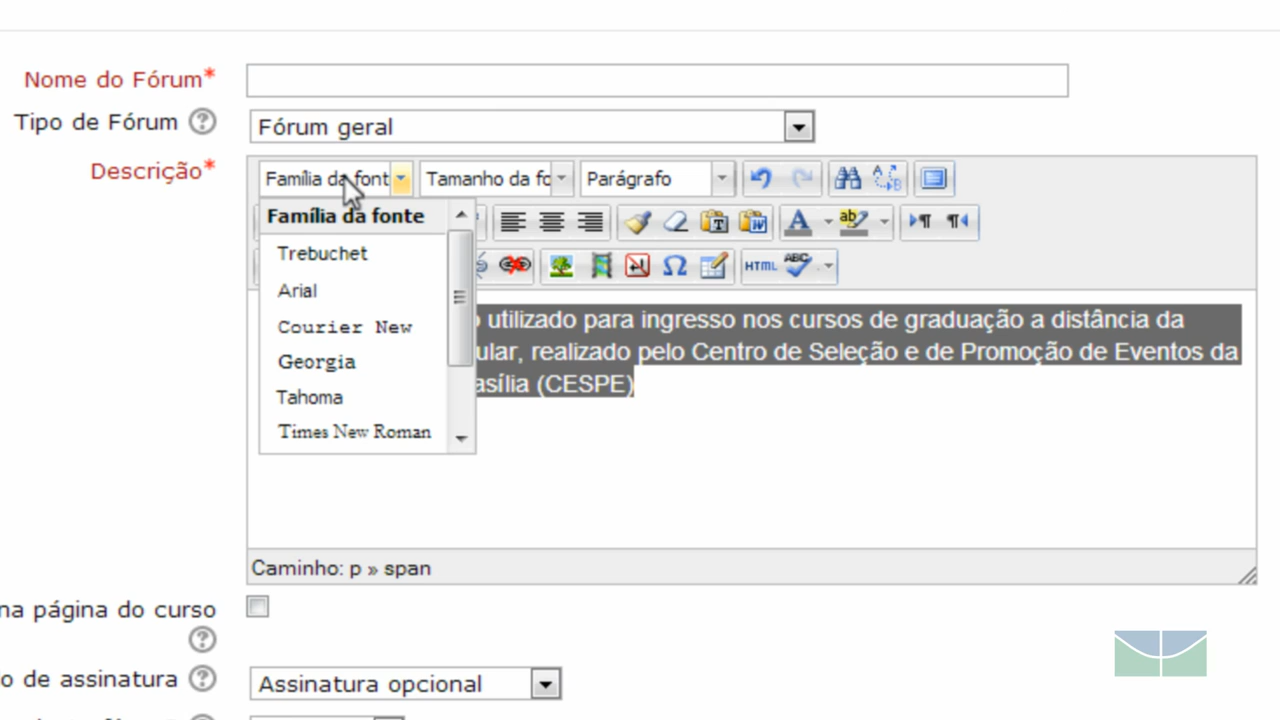 Nome do Fórum*
Tipo de Fórum ?
Fórum geral
Descrição*
Família da font
Tamanho da fo
Parágrafo
Família da fonte
Trebuchet
Arial
Courier New
Georgia
Tahoma
Times New Roman
HTML
ABC
utilizado para ingresso nos cursos de graduação a distância da
ular, realizado pelo Centro de Seleção e de Promoção de Eventos da
asília (CESPE)
Caminho: p » span
na página do curso
?
o de assinatura ?
Assinatura opcional